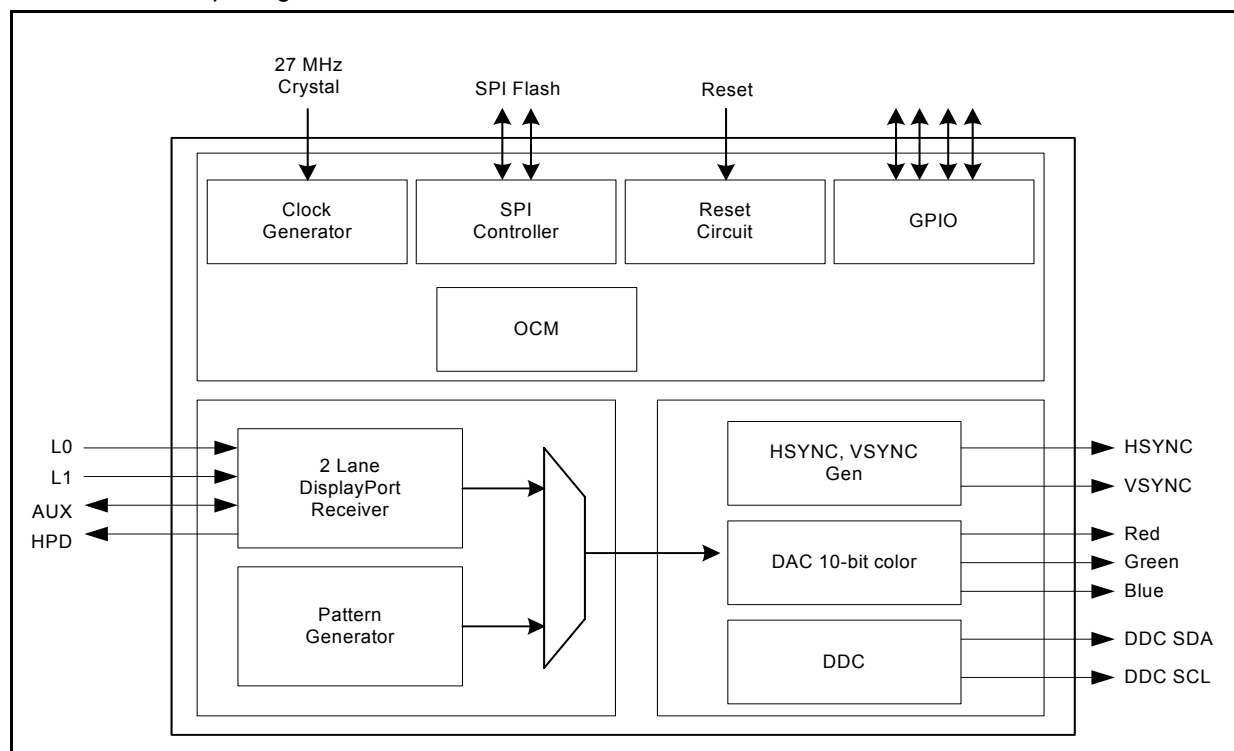 27 MHz
Crystal
SPI Flash
Reset
Clock
Generator
SPI
Controller
Reset
Circuit
GPIO
OCM
L0
L1
AUX
HPD
2 Lane
DisplayPort
Receiver
Pattern
Generator
HSYNC, VSYNC
Gen
DAC 10-bit color
DDC
HSYNC
VSYNC
Red
Green
Blue
DDC SDA
DDC SCL